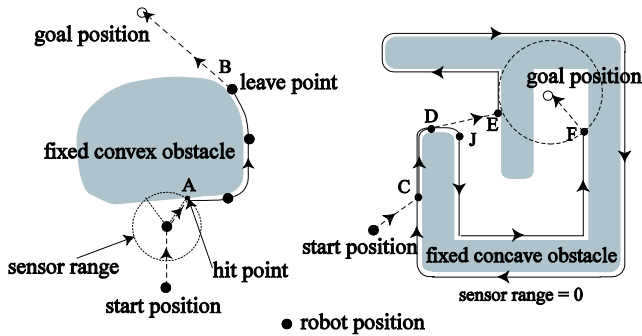 goal position
B
leave point
fixed convex obstacle
A
sensor range
hit point
start position
goal position
D
E
J
F
C
start position
fixed concave obstacle
sensor range = 0
robot position